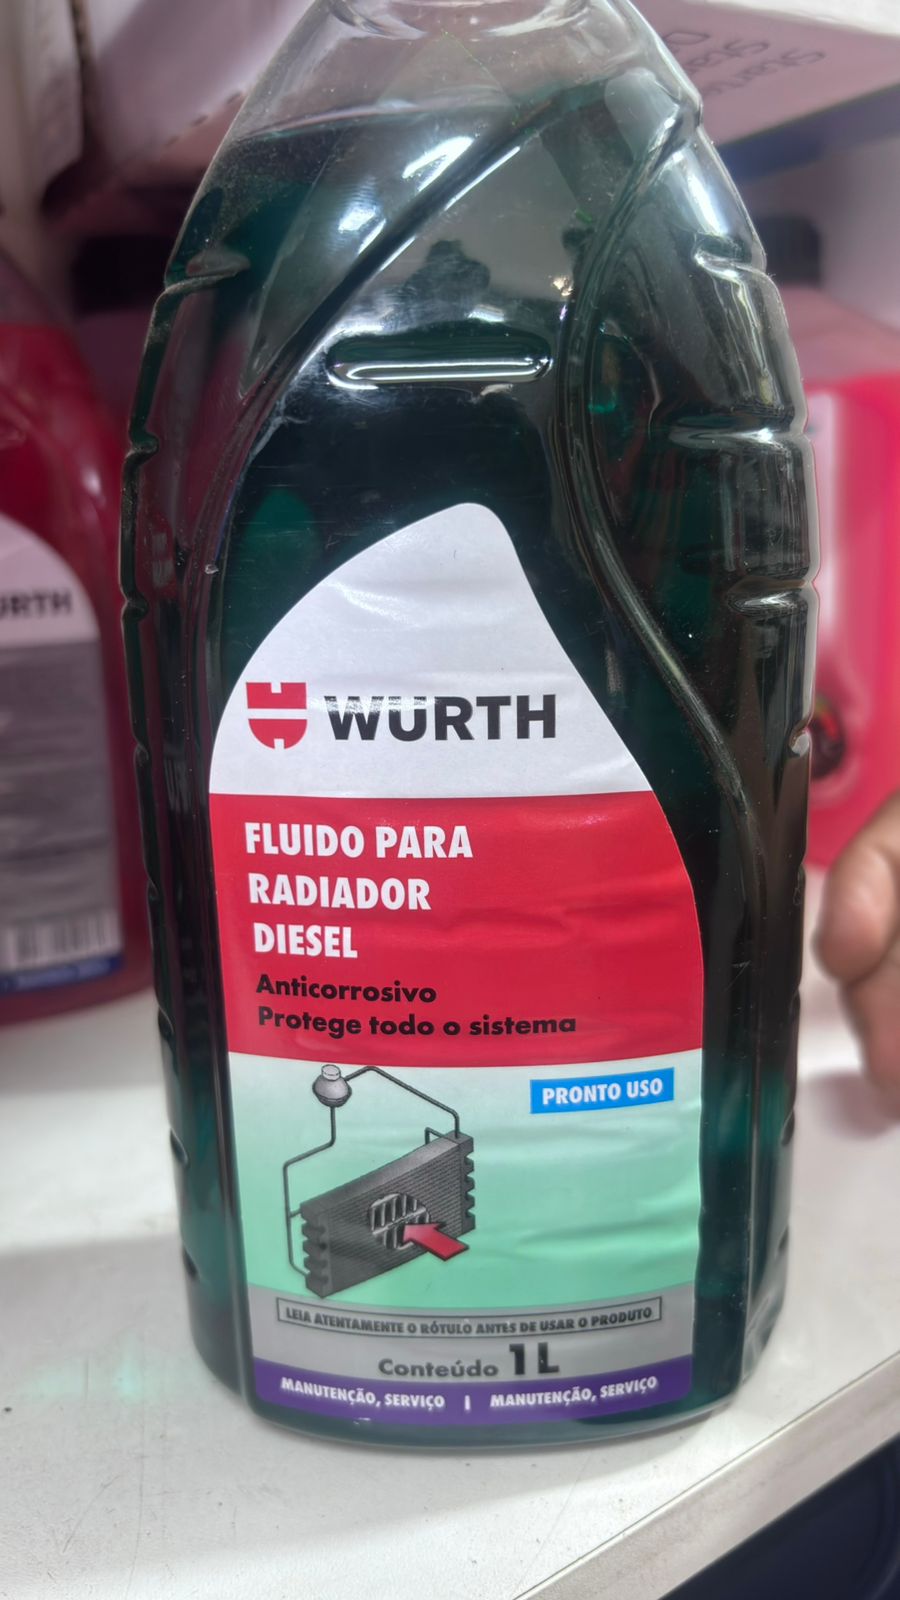 WURTH
FLUIDO PARA
RADIADOR
DIESEL
Anticorrosivo
Protege todo o sistema
PRONTO USO
LEIA ATENTAMENTE O RÓTULO ANTES DE USAR O PRODUTO
Conteúdo 1L
MANUTENÇÃO, SERVIÇO | MANUTENÇÃO, SERVIÇO
URTH